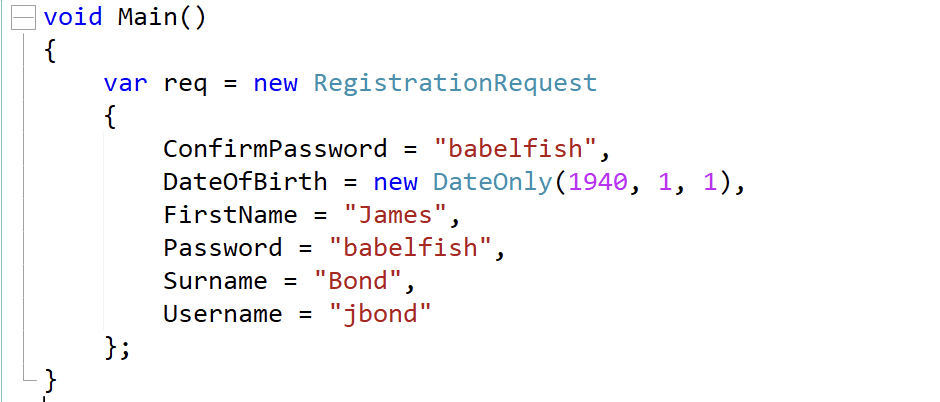 void Main()
{
    var req = new RegistrationRequest
    {
        ConfirmPassword = "babelfish",
        DateOfBirth = new DateOnly(1940, 1, 1),
        FirstName = "James",
        Password = "babelfish",
        Surname = "Bond",
        Username = "jbond"
    };
}